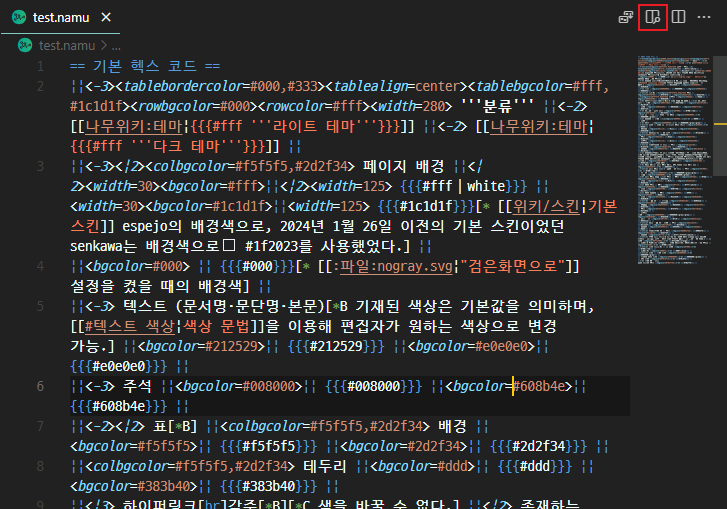 test.namu
test.namu > ...
1 == 기본 헥스 코드 ==
2 ||<-3><tablebordercolor=#000,#333><tablealign=center><tablebgcolor=#fff,
#1c1d1f><rowbgcolor=#000><rowcolor=#fff><width=280> '''분류''' ||<-2>
[[나무위키:테마|{{{#fff '''라이트 테마'''}}}]] ||<-2> [[나무위키:테마|
{{{#fff '''다크 테마'''}}}]] ||
3 ||<-3><|2><colbgcolor=#f5f5f5,#2d2f34> 페이지 배경 ||<|
2><width=30><bgcolor=#fff>||<|2><width=125> {{{#fff|white}}} ||
<width=30><bgcolor=#1c1d1f>||<width=125> {{{#1c1d1f}}}[* [[위키/스킨|기본
스킨]] espejo의 배경색으로, 2024년 1월 26일 이전의 기본 스킨이었던
senkawa는 배경색으로 #1f2023를 사용했었다.] ||
4 ||<bgcolor=#000> || {{{#000}}}[* [[:파일:nogray.svg|"검은화면으로"]]
설정을 켰을 때의 배경색] ||
5 ||<-3> 텍스트 (문서명·문단명·본문)[*B 기재된 색상은 기본값을 의미하며,
[[#텍스트 색상|색상 문법]]을 이용해 편집자가 원하는 색상으로 변경
가능.] ||<bgcolor=#212529>|| {{{#212529}}} ||<bgcolor=#e0e0e0>||
{{{#e0e0e0}}} ||
6 ||<-3> 주석 ||<bgcolor=#008000>|| {{{#008000}}} ||<bgcolor=#608b4e>||
{{{#608b4e}}} ||
7 ||<-2><|2> 표[*B] ||<colbgcolor=#f5f5f5,#2d2f34> 배경 ||
<bgcolor=#f5f5f5>|| {{{#f5f5f5}}} ||<bgcolor=#2d2f34>|| {{{#2d2f34}}} ||
8 ||<colbgcolor=#f5f5f5,#2d2f34> 테두리 ||<bgcolor=#ddd>|| {{{#ddd}}} ||
<bgcolor=#383b40>|| {{{#383b40}}} ||
9 ||<|3> 하이퍼링크[br]강조[*B][*C 색을 바꿀 수 없다.] ||<|2> 존재하는